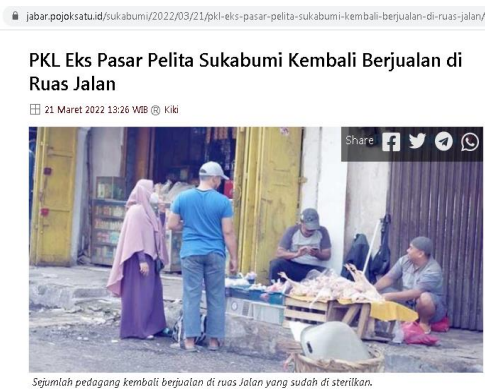 jabar.pojoksatu.id/sukabumi/2022/03/21/pkl-eks-pasar-pelita-sukabumi-kembali-berjualan-di-ruas-jalan/
PKL Eks Pasar Pelita Sukabumi Kembali Berjualan di
Ruas Jalan
21 Maret 2022 13:26 WIB Kiki
Share
Sejumlah pedagang kembali berjualan di ruas Jalan yang sudah di sterilkan.